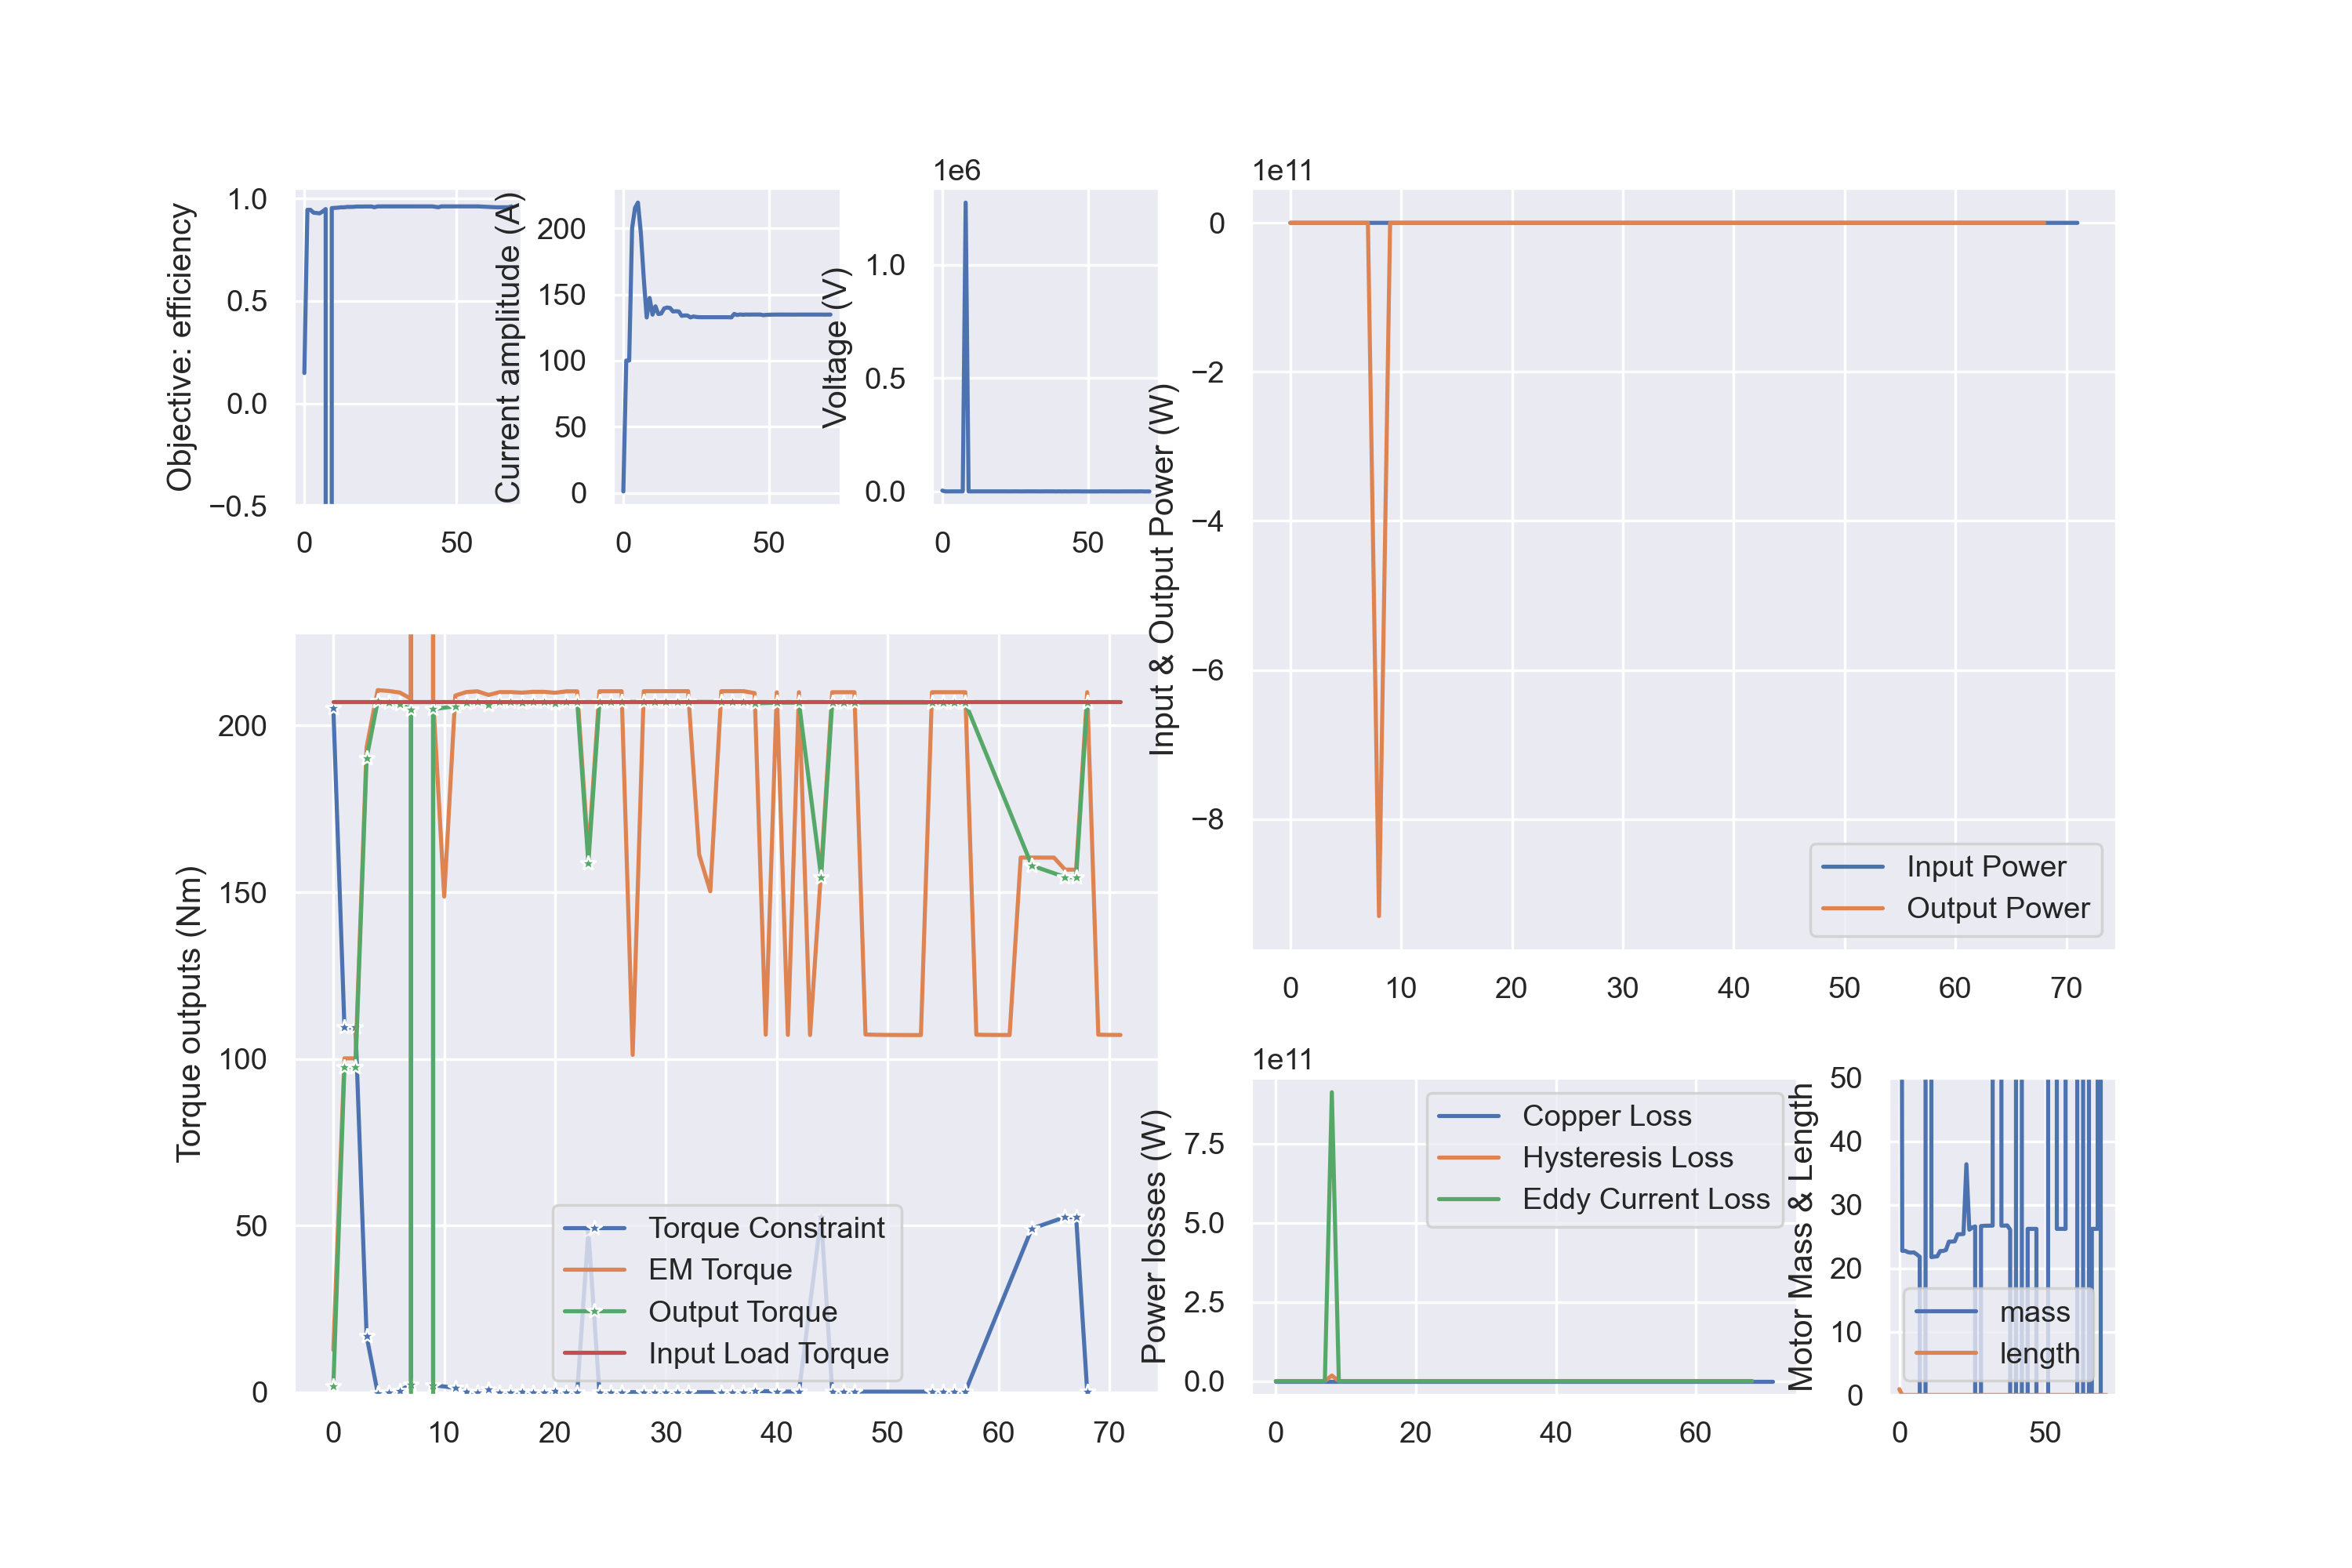 Objective: efficiency
1.0
0.5
0.0
−0.5
0
50
Current amplitude (A)
200
150
100
50
0
0
50
Voltage (V)
1e6
1.0
0.5
0.0
0
50
Input & Output Power (W)
1e11
0
−2
−4
−6
−8
0
10
20
30
40
50
60
70
Input Power
Output Power
Torque outputs (Nm)
200
150
100
50
0
0
10
20
30
40
50
60
70
Torque Constraint
EM Torque
Output Torque
Input Load Torque
Power losses (W)
1e11
7.5
5.0
2.5
0.0
0
20
40
60
Copper Loss
Hysteresis Loss
Eddy Current Loss
Motor Mass & Length
50
40
30
20
10
0
0
50
mass
length